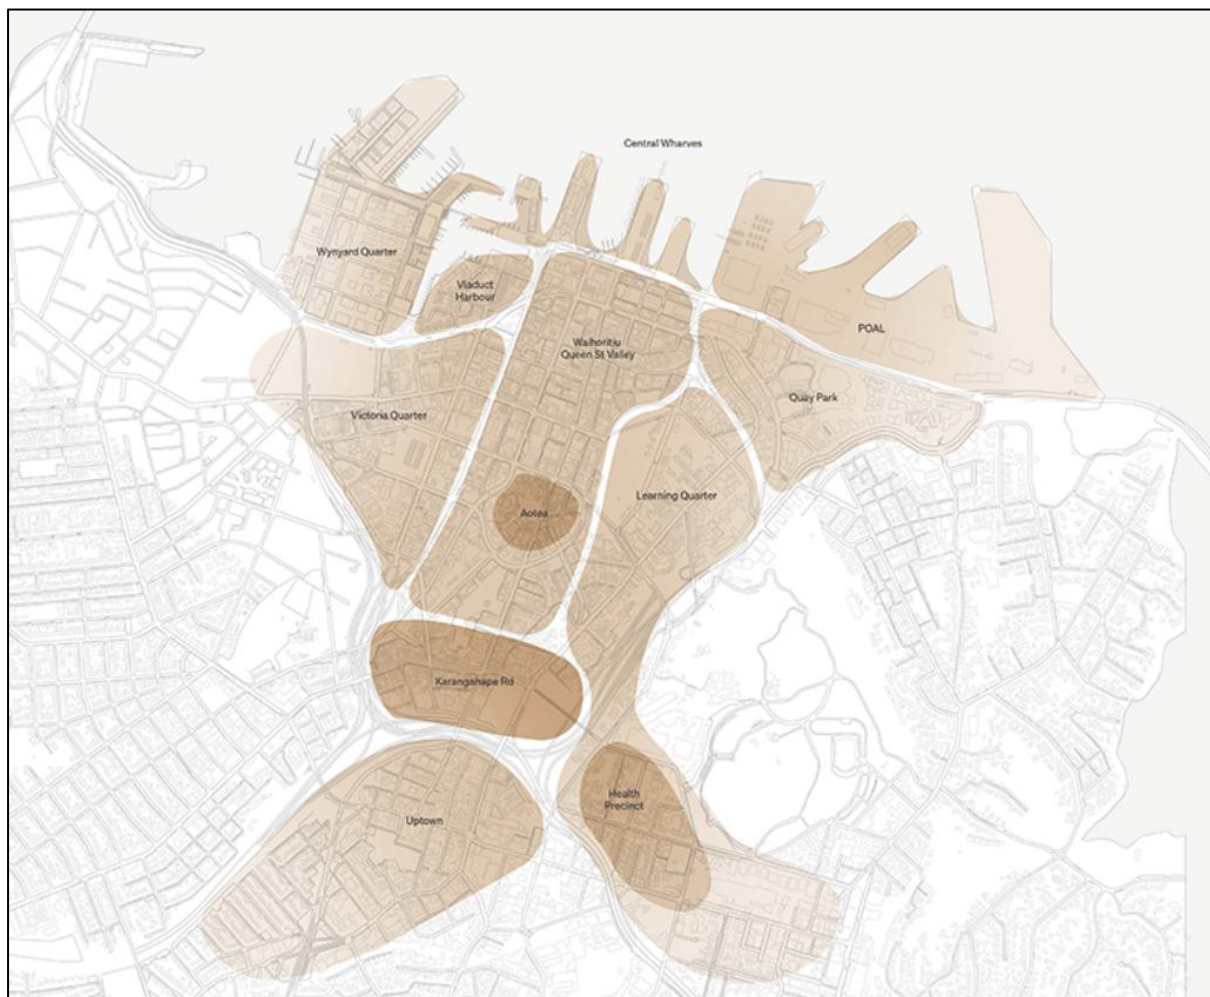 Central Wharves
Wynyard Quarter
Viaduct
Harbour
POAL
Waihorotiu
Queen St Valley
Quay Park
Victoria Quarter
Learning Quarter
Aotea
Karangahape Rd
Health
Precinct
Uptown